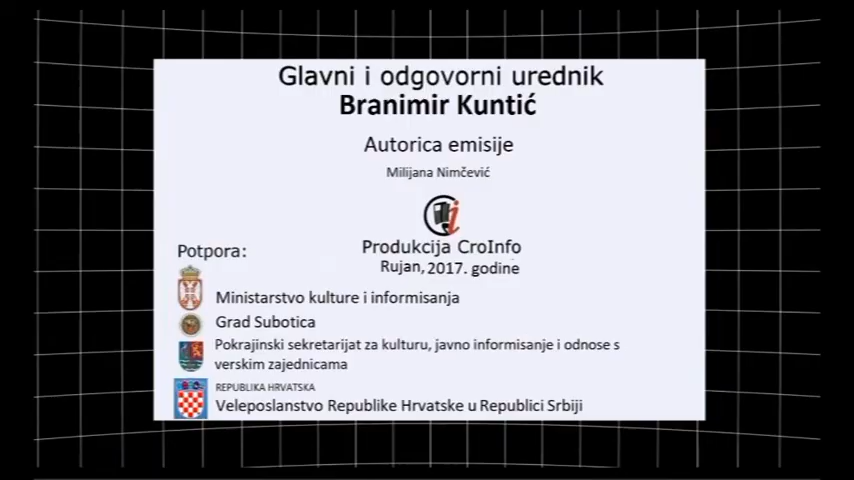 Glavni i odgovorni urednik
Branimir Kuntić
Autorica emisije
Milijana Nimčević
Produkcija CroInfo
Rujan, 2017. godine
Potpora:
Ministarstvo kulture i informisanja
Grad Subotica
Pokrajinski sekretarijat za kulturu, javno informisanje i odnose s
verskim zajednicama
REPUBLIKA HRVATSKA
Veleposlanstvo Republike Hrvatske u Republici Srbiji